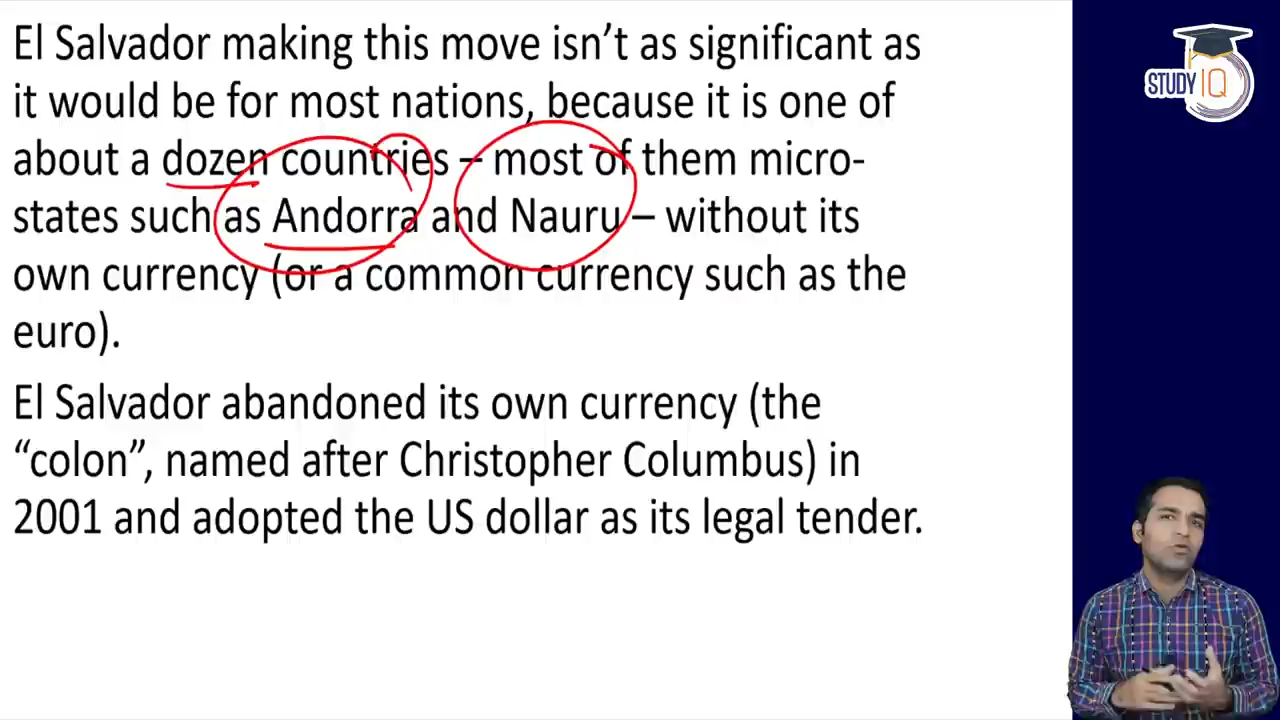 El Salvador making this move isn’t as significant as
it would be for most nations, because it is one of
about a dozen countries – most of them micro-
states such as Andorra and Nauru – without its
own currency (or a common currency such as the
euro).
El Salvador abandoned its own currency (the
“colon”, named after Christopher Columbus) in
2001 and adopted the US dollar as its legal tender.
STUDY IQ